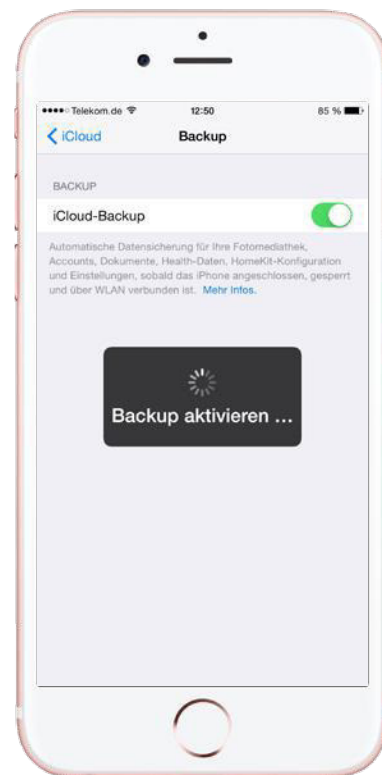 Telekom.de 12:50 85 %
iCloud Backup
BACKUP
iCloud-Backup
Automatische Datensicherung für Ihre Fotomediathek,
Accounts, Dokumente, Health-Daten, HomeKit-Konfiguration
und Einstellungen, sobald das iPhone angeschlossen, gesperrt
und über WLAN verbunden ist. Mehr Infos.
Backup aktivieren ...